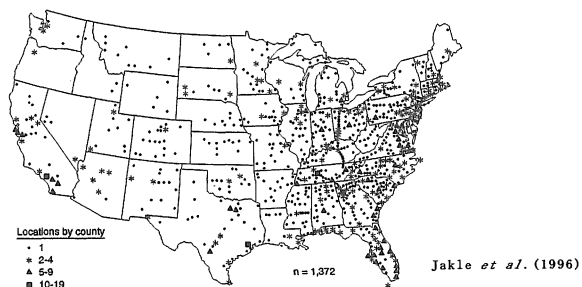 Locations by county
1
2-4
5-9
10-19
n = 1,372
Jakle et al. (1996)